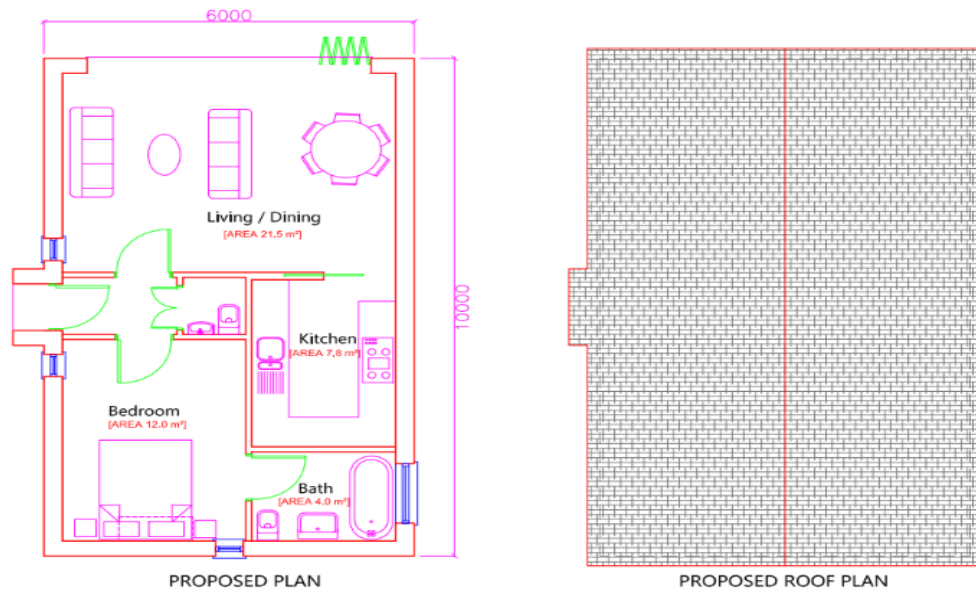 6000
10000
Living / Dining
[AREA 21.5 m²]
Kitchen
[AREA 7,8 m²]
Bedroom
[AREA 12.0 m²]
Bath
[AREA 4.0 m²]
PROPOSED PLAN
PROPOSED ROOF PLAN